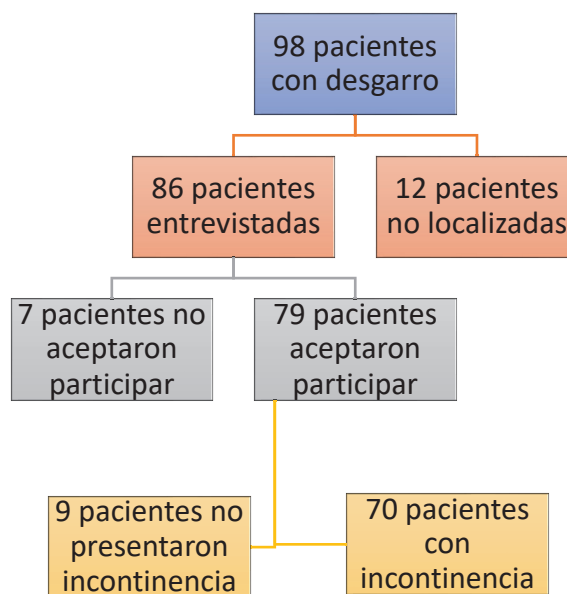 98 pacientes
con desgarro
86 pacientes
entrevistadas
12 pacientes
no localizadas
7 pacientes no
aceptaron
participar
79 pacientes
aceptaron
participar
9 pacientes no
presentaron
incontinencia
70 pacientes
con
incontinencia